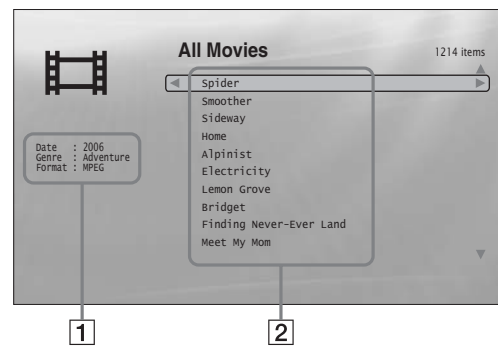 All Movies
1214 items
Spider
Smoother
Sideway
Home
Alpinist
Electricity
Lemon Grove
Bridget
Finding Never-Ever Land
Meet My Mom
Date : 2006
Genre : Adventure
Format : MPEG
1
2